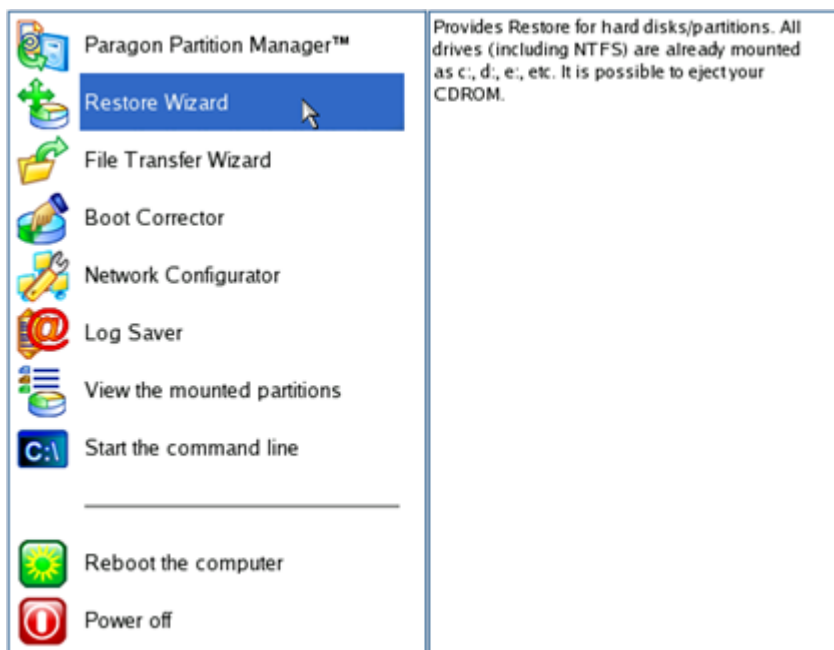 Paragon Partition Manager™
Restore Wizard
File Transfer Wizard
Boot Corrector
Network Configurator
Log Saver
View the mounted partitions
C:\
Start the command line
Reboot the computer
Power off
Provides Restore for hard disks/partitions. All
drives (including NTFS) are already mounted
as c:, d:, e:, etc. It is possible to eject your
CDROM.